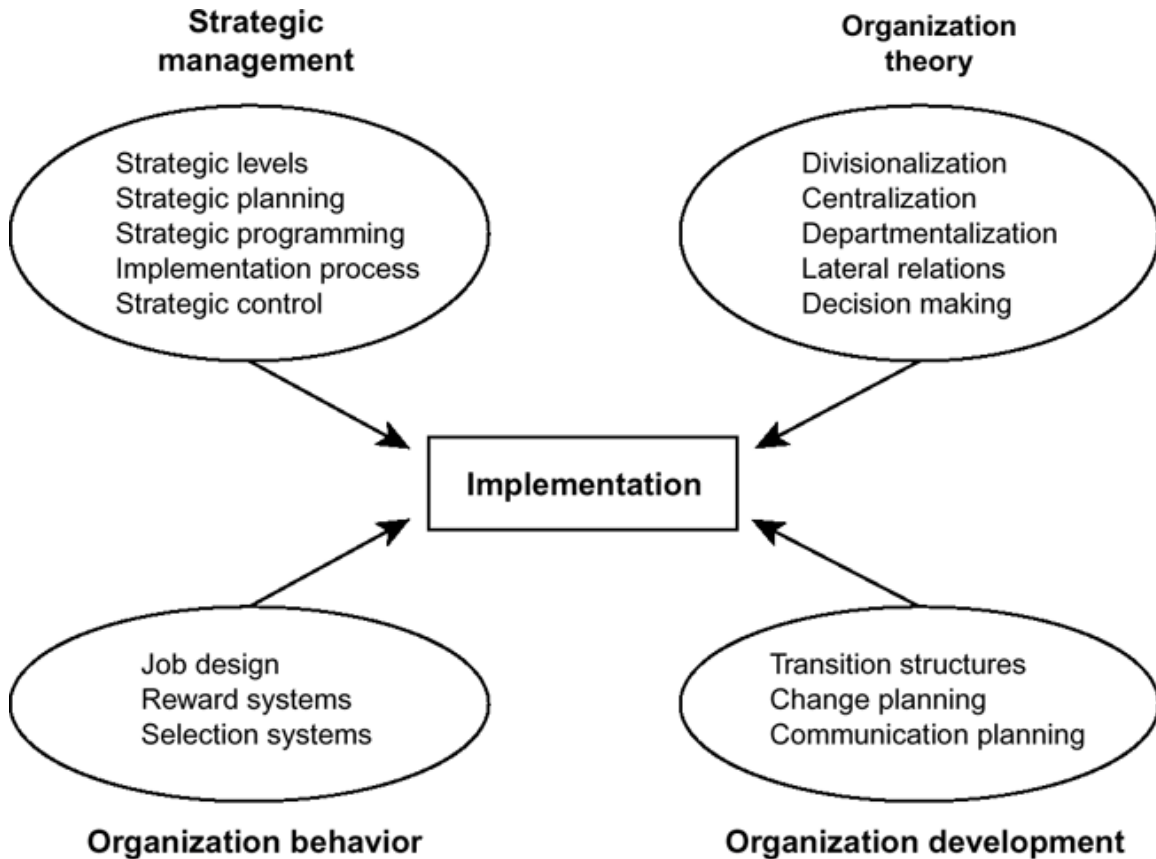 Strategic
management
Strategic levels
Strategic planning
Strategic programming
Implementation process
Strategic control
Organization
theory
Divisionalization
Centralization
Departmentalization
Lateral relations
Decision making
Implementation
Job design
Reward systems
Selection systems
Organization behavior
Transition structures
Change planning
Communication planning
Organization development